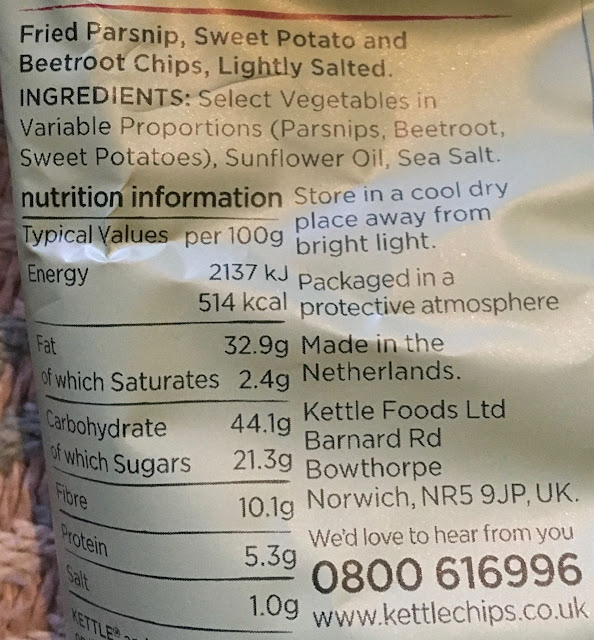 Fried Parsnip, Sweet Potato and
Beetroot Chips, Lightly Salted.
INGREDIENTS: Select Vegetables in
Variable Proportions (Parsnips, Beetroot,
Sweet Potatoes), Sunflower Oil, Sea Salt.
nutrition information
Typical Values per 100g
Energy 2137 kJ
514 kcal
Fat 32.9g
of which Saturates 2.4g
Carbohydrate 44.1g
of which Sugars 21.3g
Fibre 10.1g
Protein 5.3g
Salt 1.0g
KETTLE®
Store in a cool dry
place away from
bright light.
Packaged in a
protective atmosphere
Made in the
Netherlands.
Kettle Foods Ltd
Barnard Rd
Bowthorpe
Norwich, NR5 9JP, UK.
We'd love to hear from you
0800 616996
www.kettlechips.co.uk